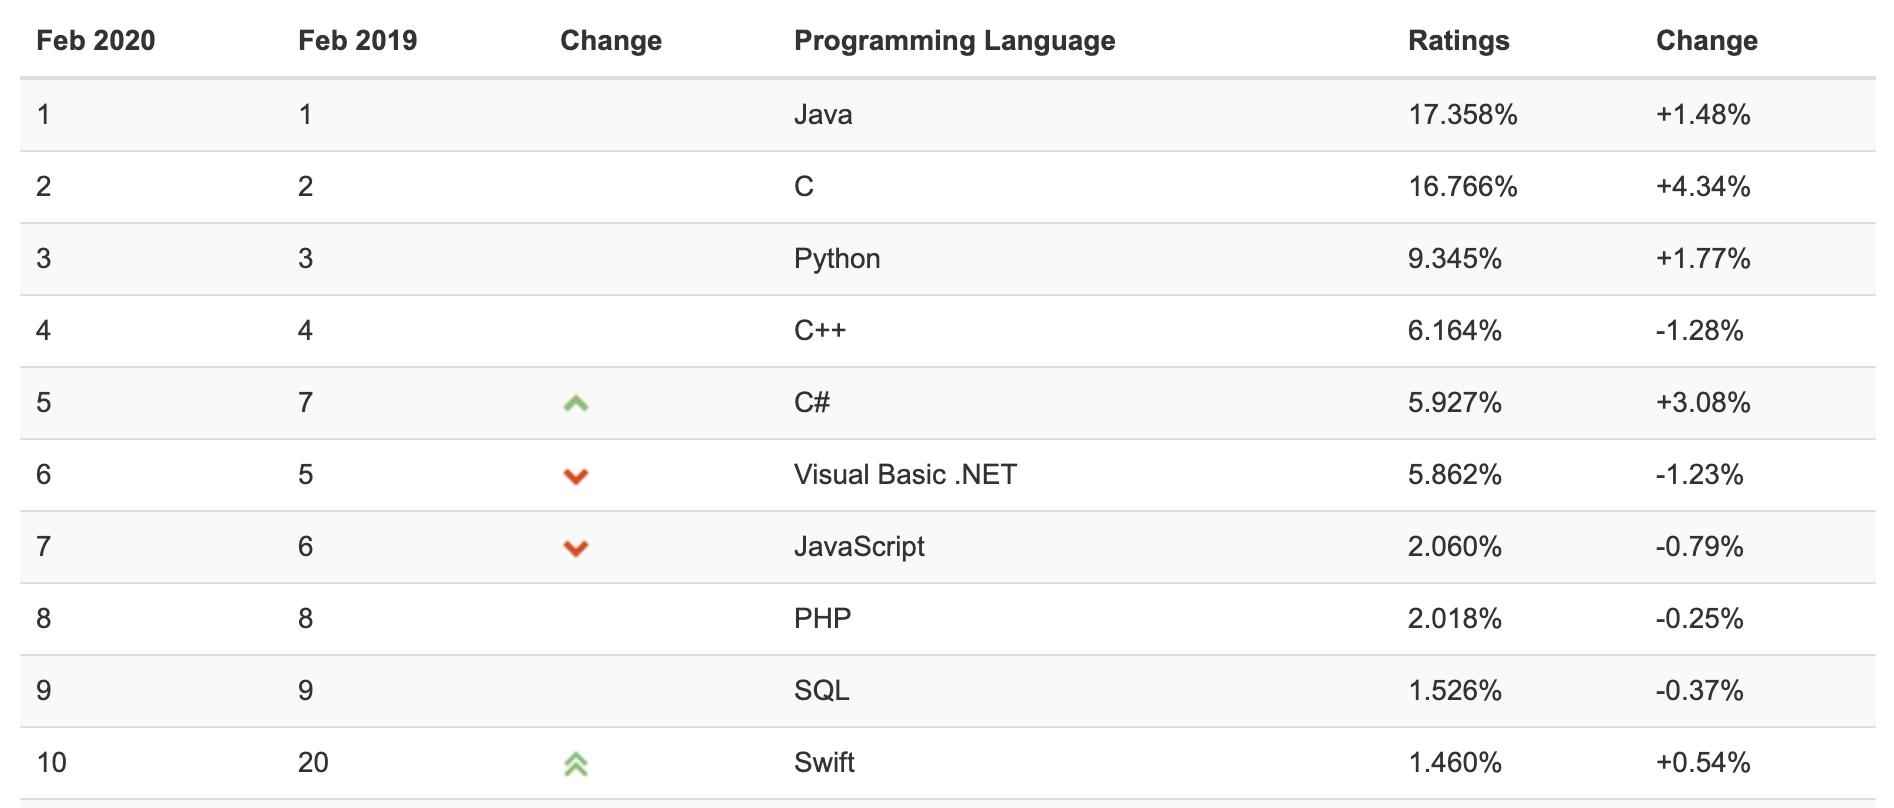 Feb 2020 Feb 2019 Change Programming Language Ratings Change
1 1 Java 17.358% +1.48%
2 2 C 16.766% +4.34%
3 3 Python 9.345% +1.77%
4 4 C++ 6.164% -1.28%
5 7 C# 5.927% +3.08%
6 5 Visual Basic .NET 5.862% -1.23%
7 6 JavaScript 2.060% -0.79%
8 8 PHP 2.018% -0.25%
9 9 SQL 1.526% -0.37%
10 20 Swift 1.460% +0.54%